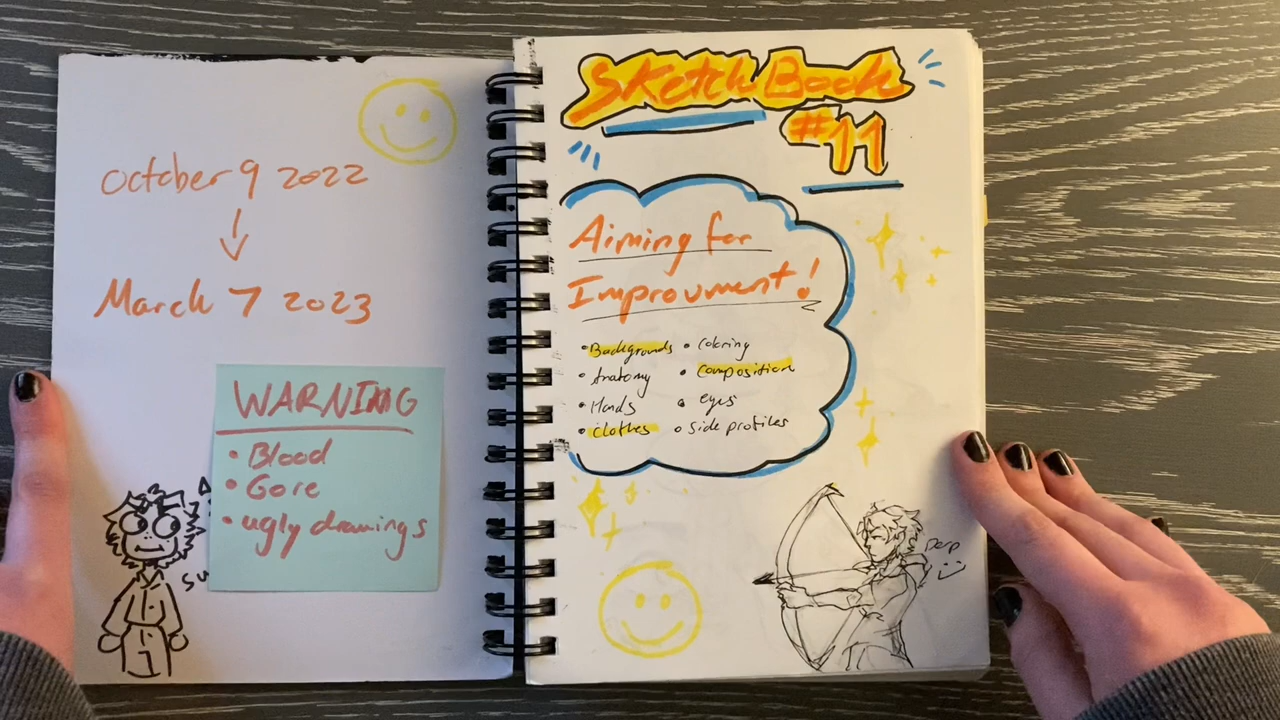 October 9 2022
March 7 2023
WARNING
• Blood
• Gore
• ugly drawings
SketchBook
#11
Aiming for
Improvment!
• Backgrounds • Coloring
• Anatomy • Composition
• Hands • eyes
• Clothes • Side profiles